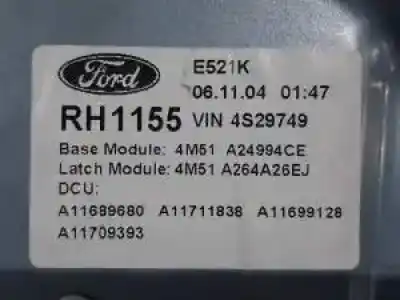 Ford
E521K
06.11.04 01:47
RH1155 VIN 4S29749
Base Module: 4M51 A24994CE
Latch Module: 4M51 A264A26EJ
DCU:
A11689680 A11711838 A11699128
A11709393